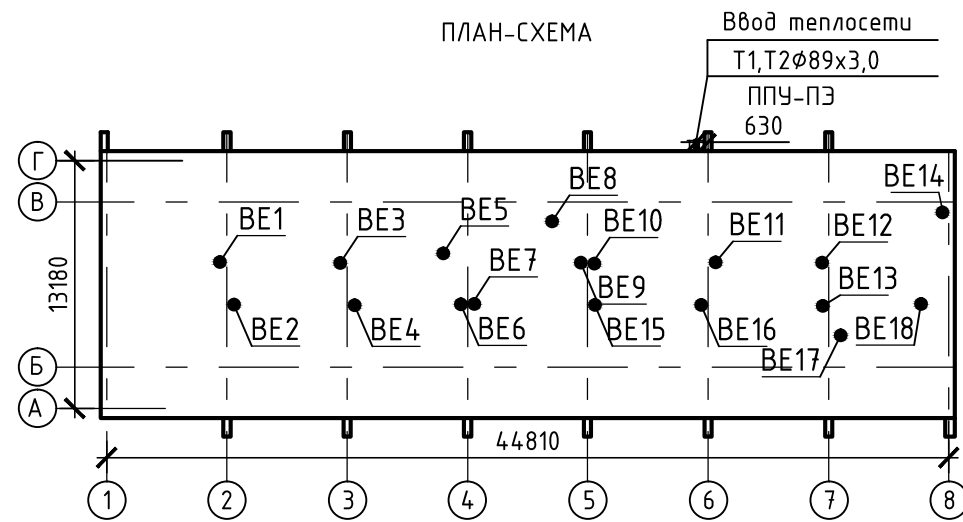 ПЛАН-СХЕМА
Ввод теплосети
Т1,Т2Ф89х3,0
ППУ-ПЭ
630
Г
В
Б
А
13180
ВЕ1
ВЕ2
ВЕ3
ВЕ4
ВЕ5
ВЕ7
ВЕ6
ВЕ8
ВЕ10
ВЕ9
ВЕ15
ВЕ11
ВЕ16
ВЕ14
ВЕ12
ВЕ13
ВЕ18
ВЕ17
44810
1
2
3
4
5
6
7
8